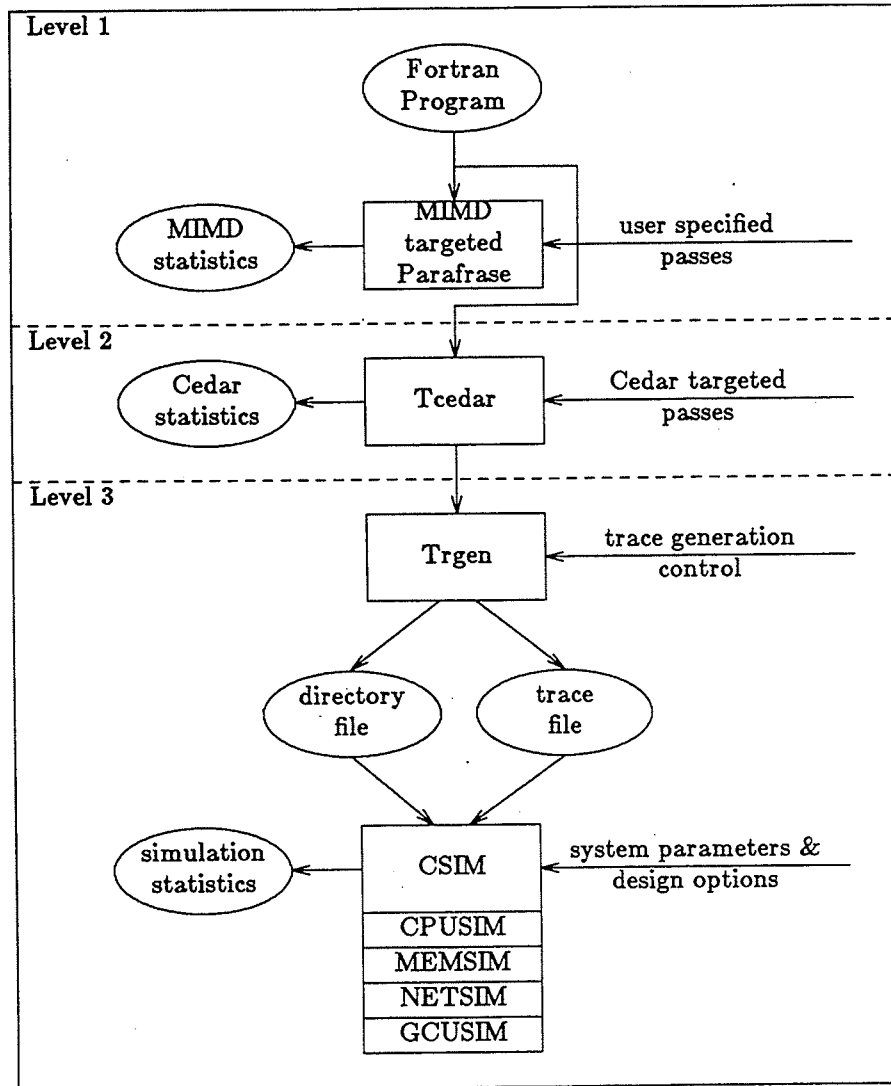 Level 1
Fortran
Program
MIMD
statistics
MIMD
targeted
Parafrase
user specified
passes
Level 2
Cedar
statistics
Tcedar
Cedar targeted
passes
Level 3
Trgen
trace generation
control
directory
file
trace
file
simulation
statistics
CSIM
system parameters &
design options
CPUSIM
MEMSIM
NETSIM
GCUSIM